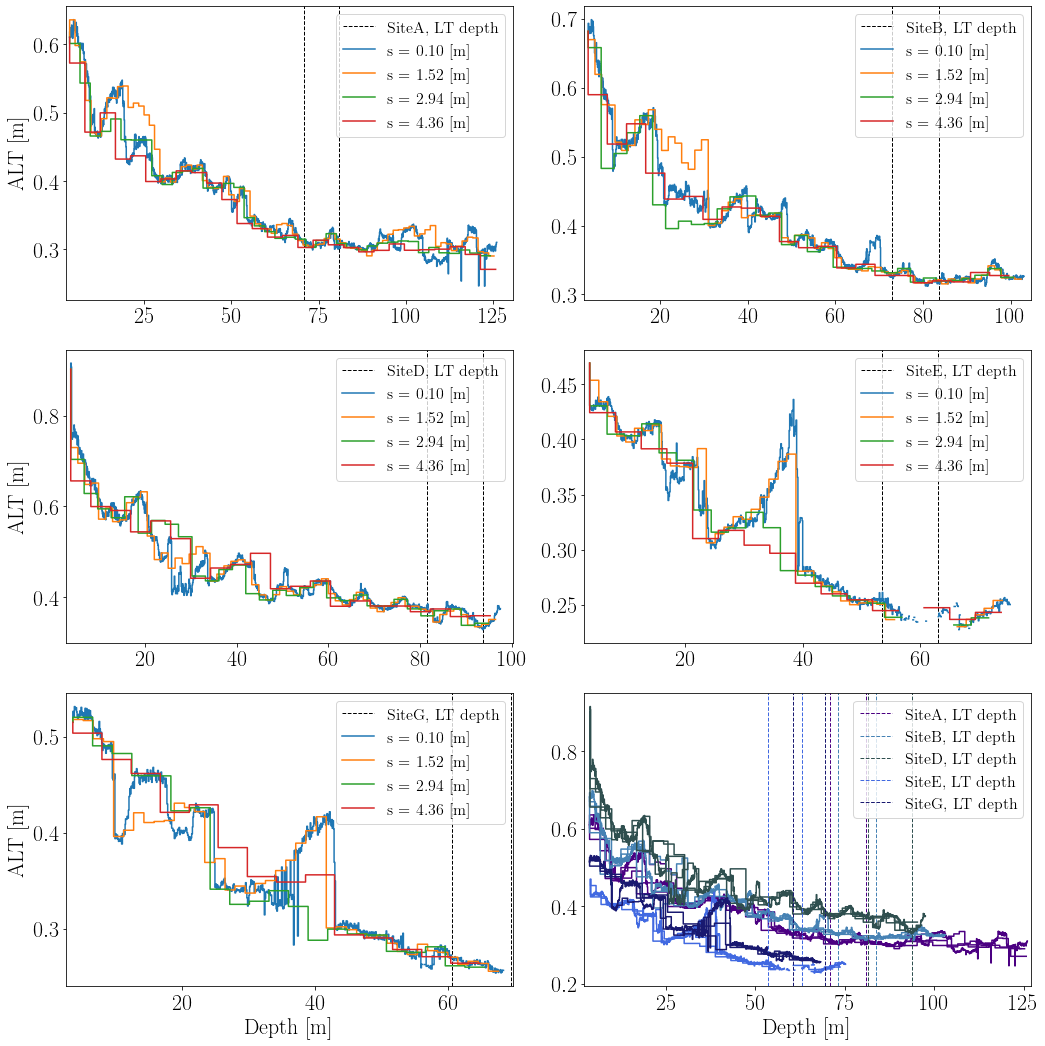 SiteA, LT depth
s = 0.10 [m]
s = 1.52 [m]
s = 2.94 [m]
s = 4.36 [m]
ALT [m]
0.6
0.5
0.4
0.3
25
50
75
100
125
SiteB, LT depth
s = 0.10 [m]
s = 1.52 [m]
s = 2.94 [m]
s = 4.36 [m]
0.7
0.6
0.5
0.4
0.3
20
40
60
80
100
SiteD, LT depth
s = 0.10 [m]
s = 1.52 [m]
s = 2.94 [m]
s = 4.36 [m]
ALT [m]
0.8
0.6
0.4
20
40
60
80
100
SiteE, LT depth
s = 0.10 [m]
s = 1.52 [m]
s = 2.94 [m]
s = 4.36 [m]
0.45
0.40
0.35
0.30
0.25
20
40
60
SiteG, LT depth
s = 0.10 [m]
s = 1.52 [m]
s = 2.94 [m]
s = 4.36 [m]
ALT [m]
0.5
0.4
0.3
20
40
60
Depth [m]
SiteA, LT depth
SiteB, LT depth
SiteD, LT depth
SiteE, LT depth
SiteG, LT depth
0.8
0.6
0.4
0.2
25
50
75
100
125
Depth [m]